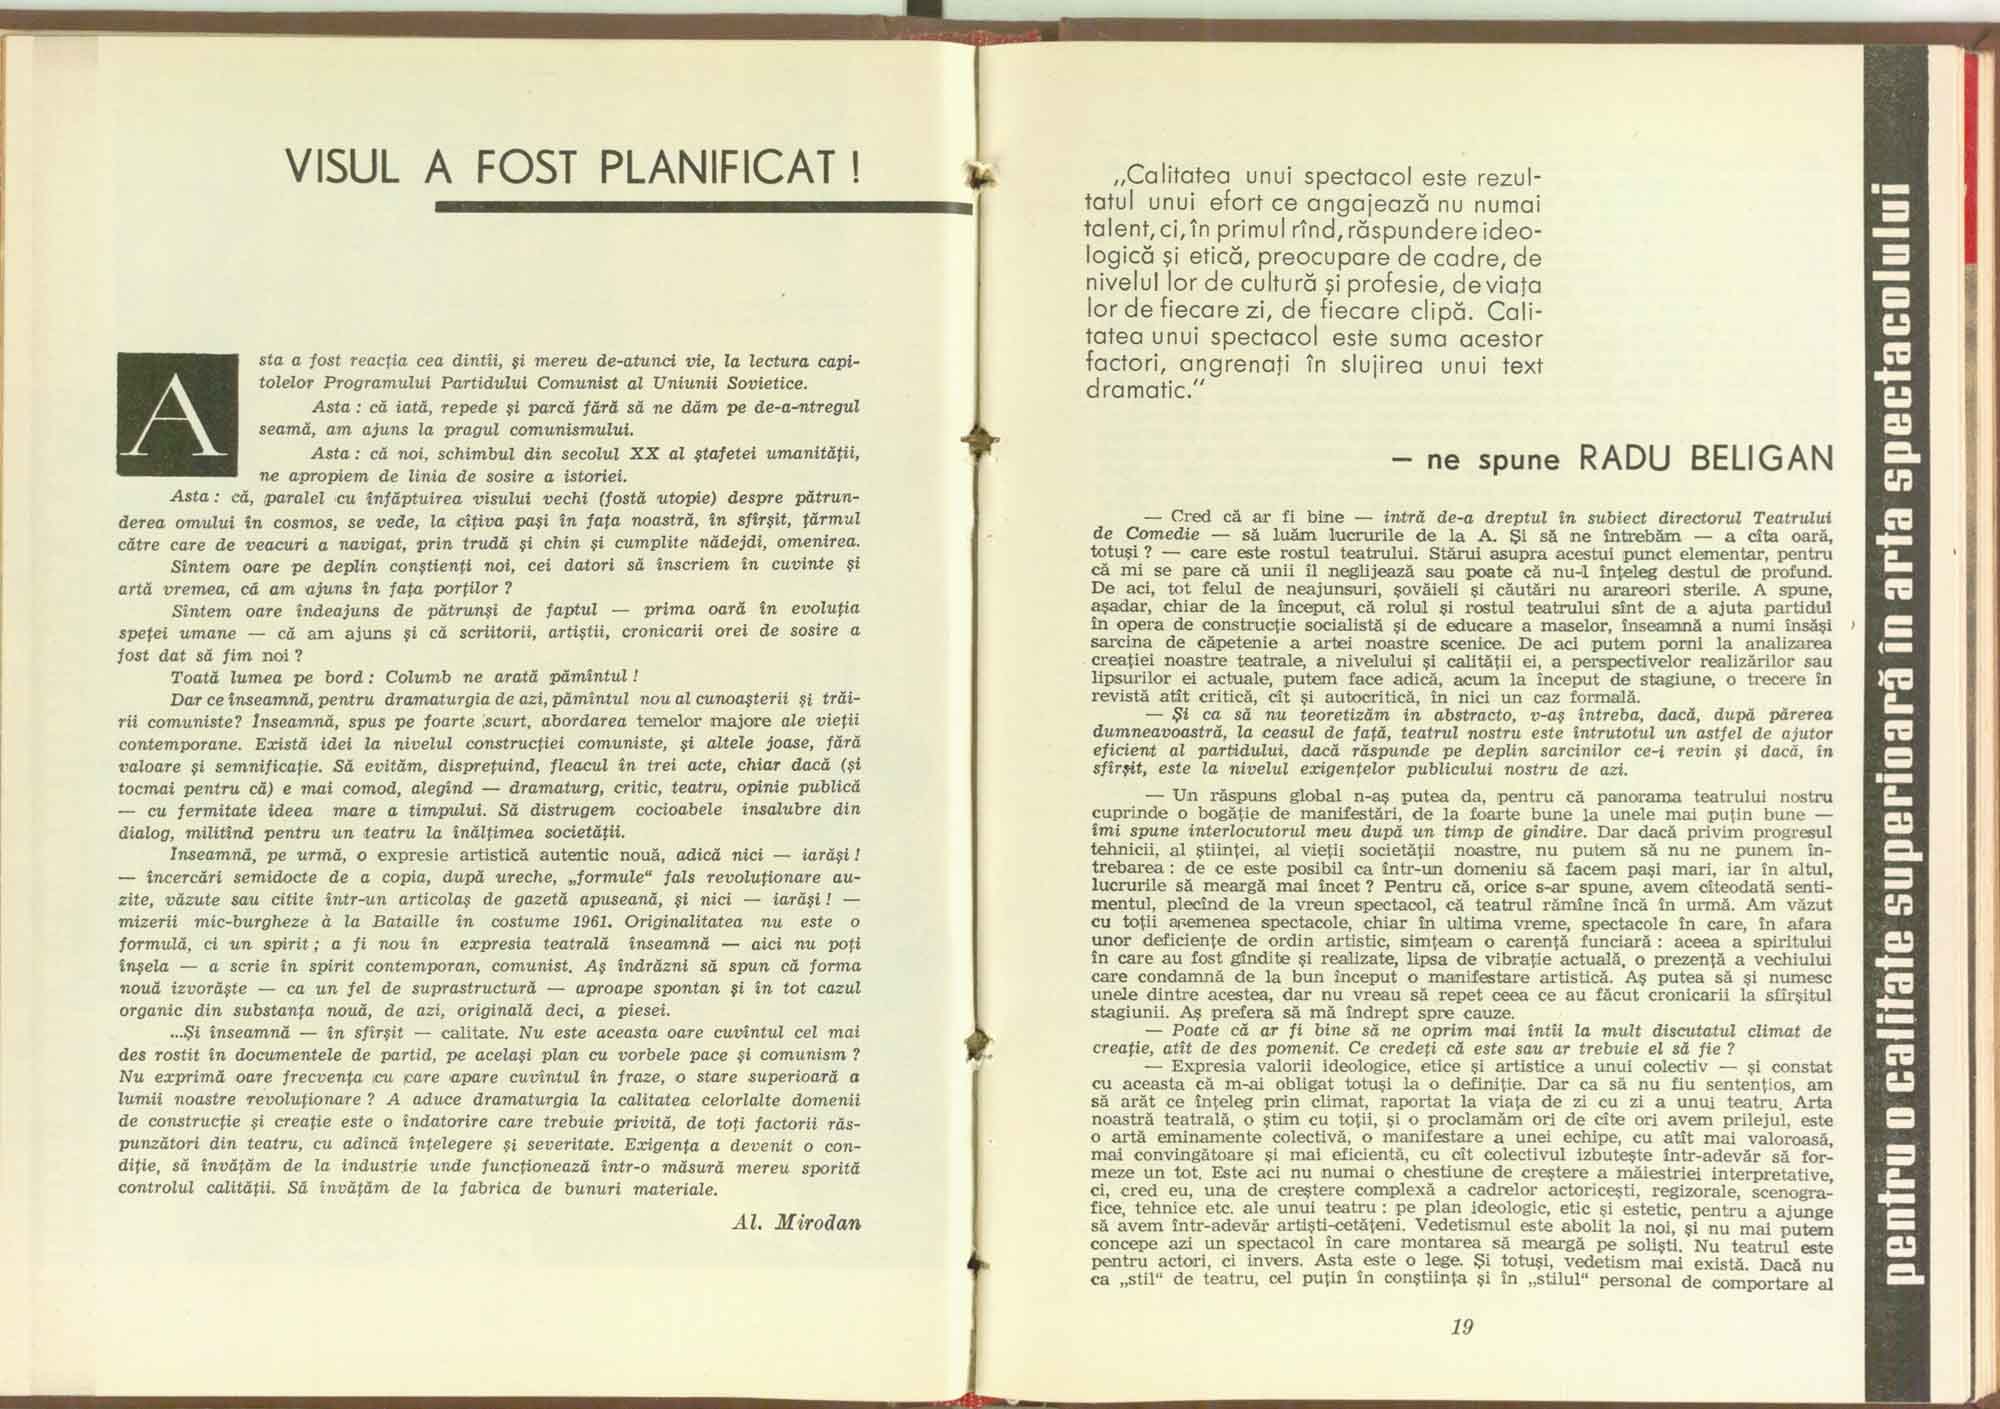 VISUL A FOST PLANIFICAT !
Asta a fost reacția cea dintîi, și mereu de-atunci vie, la lectura capi-
tolelor Programului Partidului Comunist al Uniunii Sovietice.
Asta : că iată, repede și parcă fără să ne dăm pe de-a-ntregul
seamă, am ajuns la pragul comunismului.
Asta : că noi, schimbul din secolul XX al ștafetei umanității,
ne apropiem de linia de sosire a istoriei.
Asta : că, paralel cu înfăptuirea visului vechi (fostă utopie) despre pătrun-
derea omului în cosmos, se vede, la cîțiva pași în fața noastră, în sfîrșit, țărmul
către care de veacuri a navigat, prin trudă și chin și cumplite nădejdi, omenirea.
Sîntem oare pe deplin conștienți noi, cei datori să înscriem în cuvinte și
artă vremea, că am ajuns în fața porților ?
Sîntem oare îndeajuns de pătrunși de faptul — prima oară în evoluția
speței umane — că am ajuns și că scriitorii, artiștii, cronicarii orei de sosire a
fost dat să fim noi ?
Toată lumea pe bord : Columb ne arată pămîntul !
Dar ce înseamnă, pentru dramaturgia de azi, pămîntul nou al cunoașterii și trăi-
rii comuniste? Inseamnă, spus pe foarte scurt, abordarea temelor majore ale vieții
contemporane. Există idei la nivelul construcției comuniste, și altele joase, fără
valoare și semnificație. Să evităm, disprețuind, fleacul în trei acte, chiar dacă (și
tocmai pentru că) e mai comod, alegînd — dramaturg, critic, teatru, opinie publică
— cu fermitate ideea mare a timpului. Să distrugem cocioabele insalubre din
dialog, militînd pentru un teatru la înălțimea societății.
Inseamnă, pe urmă, o expresie artistică autentic nouă, adică nici — iarăși !
— încercări semidocte de a copia, după ureche, „formule“ fals revoluționare au-
zite, văzute sau citite într-un articolaș de gazetă apuseană, și nici — iarăși ! —
mizerii mic-burgheze à la Bataille în costume 1961. Originalitatea nu este o
formulă, ci un spirit ; a fi nou în expresia teatrală înseamnă — aici nu poți
înșela — a scrie în spirit contemporan, comunist. Aș îndrăzni să spun că forma
nouă izvorăște — ca un fel de suprastructură — aproape spontan și în tot cazul
organic din substanța nouă, de azi, originală deci, a piesei.
...Și înseamnă — în sfîrșit — calitate. Nu este aceasta oare cuvîntul cel mai
des rostit în documentele de partid, pe același plan cu vorbele pace și comunism ?
Nu exprimă oare frecvența cu care apare cuvîntul în fraze, o stare superioară a
lumii noastre revoluționare ? A aduce dramaturgia la calitatea celorlalte domenii
de construcție și creație este o îndatorire care trebuie privită, de toți factorii răs-
punzători din teatru, cu adîncă înțelegere și severitate. Exigența a devenit o con-
diție, să învățăm de la industrie unde funcționează într-o măsură mereu sporită
controlul calității. Să învățăm de la fabrica de bunuri materiale.
Al. Mirodan
„Calitatea unui spectacol este rezul-
tatul unui efort ce angajează nu numai
talent, ci, în primul rînd, răspundere ideo-
logică și etică, preocupare de cadre, de
nivelul lor de cultură și profesie, de viața
lor de fiecare zi, de fiecare clipă. Cali-
tatea unui spectacol este suma acestor
factori, angrenați în slujirea unui text
dramatic.“
— ne spune RADU BELIGAN
— Cred că ar fi bine — intră de-a dreptul în subiect directorul Teatrului
de Comedie — să luăm lucrurile de la A. Și să ne întrebăm — a cîta oară,
totuși ? — care este rostul teatrului. Stărui asupra acestui punct elementar, pentru
că mi se pare că unii îl neglijează sau poate că nu-l înțeleg destul de profund.
De aci, tot felul de neajunsuri, șovăieli și căutări nu arareori sterile. A spune,
așadar, chiar de la început, că rolul și rostul teatrului sînt de a ajuta partidul
în opera de construcție socialistă și de educare a maselor, înseamnă a numi însăși
sarcina de căpetenie a artei noastre scenice. De aci putem porni la analizarea
creației noastre teatrale, a nivelului și calității ei, a perspectivelor realizărilor sau
lipsurilor ei actuale, putem face adică, acum la început de stagiune, o trecere în
revistă atît critică, cît și autocritică, în nici un caz formală.
— Și ca să nu teoretizăm in abstracto, v-aș întreba, dacă, după părerea
dumneavoastră, la ceasul de față, teatrul nostru este întrutotul un astfel de ajutor
eficient al partidului, dacă răspunde pe deplin sarcinilor ce-i revin și dacă, în
sfîrșit, este la nivelul exigențelor publicului nostru de azi.
— Un răspuns global n-aș putea da, pentru că panorama teatrului nostru
cuprinde o bogăție de manifestări, de la foarte bune la unele mai puțin bune —
îmi spune interlocutorul meu după un timp de gîndire. Dar dacă privim progresul
tehnicii, al științei, al vieții societății noastre, nu putem să nu ne punem în-
trebarea : de ce este posibil ca într-un domeniu să facem pași mari, iar în altul,
lucrurile să meargă mai încet ? Pentru că, orice s-ar spune, avem cîteodată senti-
mentul, plecînd de la vreun spectacol, că teatrul rămîne încă în urmă. Am văzut
cu toții asemenea spectacole, chiar în ultima vreme, spectacole în care, în afara
unor deficiențe de ordin artistic, simțeam o carență funciară : aceea a spiritului
în care au fost gîndite și realizate, lipsa de vibrație actuală, o prezență a vechiului
care condamnă de la bun început o manifestare artistică. Aș putea să și numesc
unele dintre acestea, dar nu vreau să repet ceea ce au făcut cronicarii la sfîrșitul
stagiunii. Aș prefera să mă îndrept spre cauze.
— Poate că ar fi bine să ne oprim mai întîi la mult discutatul climat de
creație, atît de des pomenit. Ce credeți că este sau ar trebuie el să fie ?
— Expresia valorii ideologice, etice și artistice a unui colectiv — și constat
cu aceasta că m-ai obligat totuși la o definiție. Dar ca să nu fiu sentențios, am
să arăt ce înțeleg prin climat, raportat la viața de zi cu zi a unui teatru. Arta
noastră teatrală, o știm cu toții, și o proclamăm ori de cîte ori avem prilejul, este
o artă eminamente colectivă, o manifestare a unei echipe, cu atît mai valoroasă,
mai convingătoare și mai eficientă, cu cît colectivul izbutește într-adevăr să for-
meze un tot. Este aci nu numai o chestiune de creștere a măiestriei interpretative,
ci, cred eu, una de creștere complexă a cadrelor actoricești, regizorale, scenogra-
fice, tehnice etc. ale unui teatru : pe plan ideologic, etic și estetic, pentru a ajunge
să avem într-adevăr artiști-cetățeni. Vedetismul este abolit la noi, și nu mai putem
concepe azi un spectacol în care montarea să meargă pe soliști. Nu teatrul este
pentru actori, ci invers. Asta este o lege. Și totuși, vedetism mai există. Dacă nu
ca „stil“ de teatru, cel puțin în conștiința și în „stilul“ personal de comportare al
19
pentru o calitate superioară în arta spectacolului